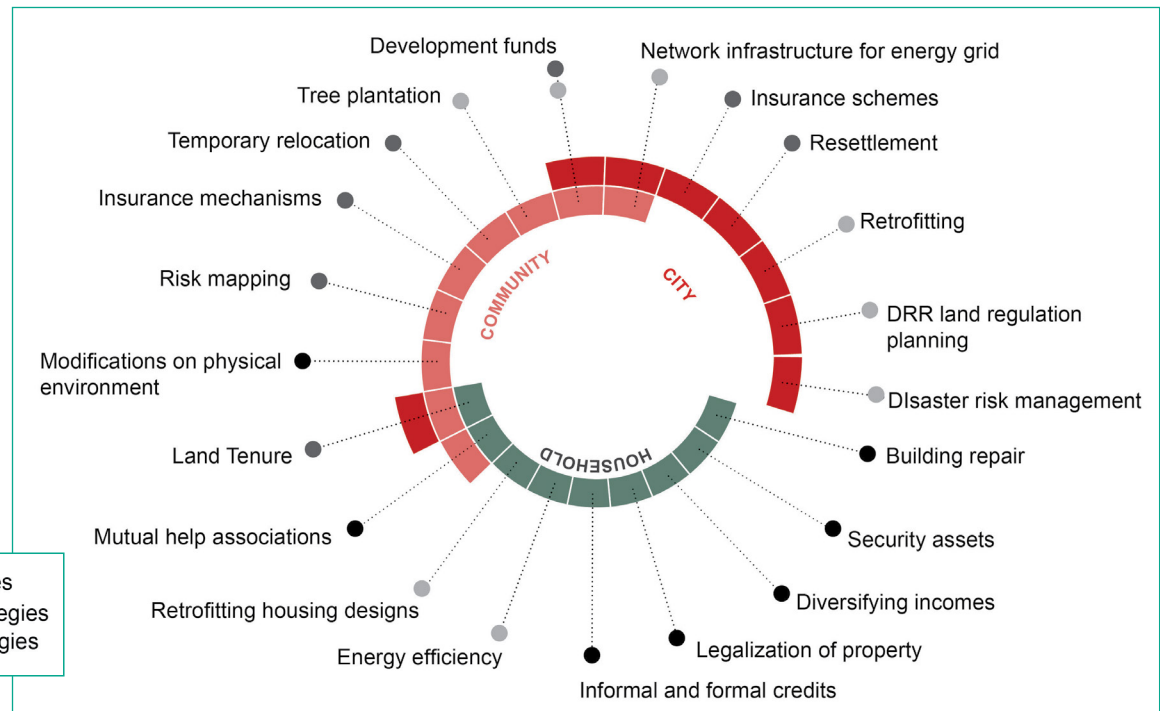 Development funds
Network infrastructure for energy grid
Tree plantation
Insurance schemes
Temporary relocation
Resettlement
Insurance mechanisms
Retrofitting
Risk mapping
DRR land regulation
planning
Modifications on physical
environment
DIsaster risk management
Land Tenure
Building repair
Mutual help associations
Security assets
Retrofitting housing designs
Diversifying incomes
Energy efficiency
Legalization of property
Informal and formal credits
COMMUNITY
CITY
HOUSEHOLD